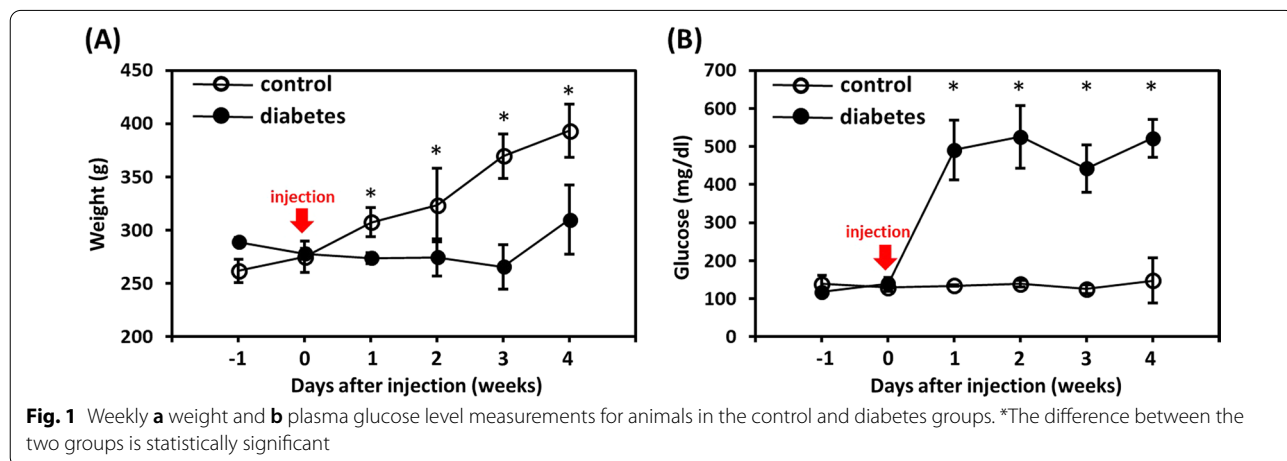 (A)
450
400
350
300
250
200
Weight (g)
control
diabetes
injection
*
*
*
*
-1 0 1 2 3 4
Days after injection (weeks)
(B)
700
600
500
400
300
200
100
0
Glucose (mg/dl)
control
diabetes
injection
* * * *
-1 0 1 2 3 4
Days after injection (weeks)
Fig. 1 Weekly a weight and b plasma glucose level measurements for animals in the control and diabetes groups. *The difference between the
two groups is statistically significant